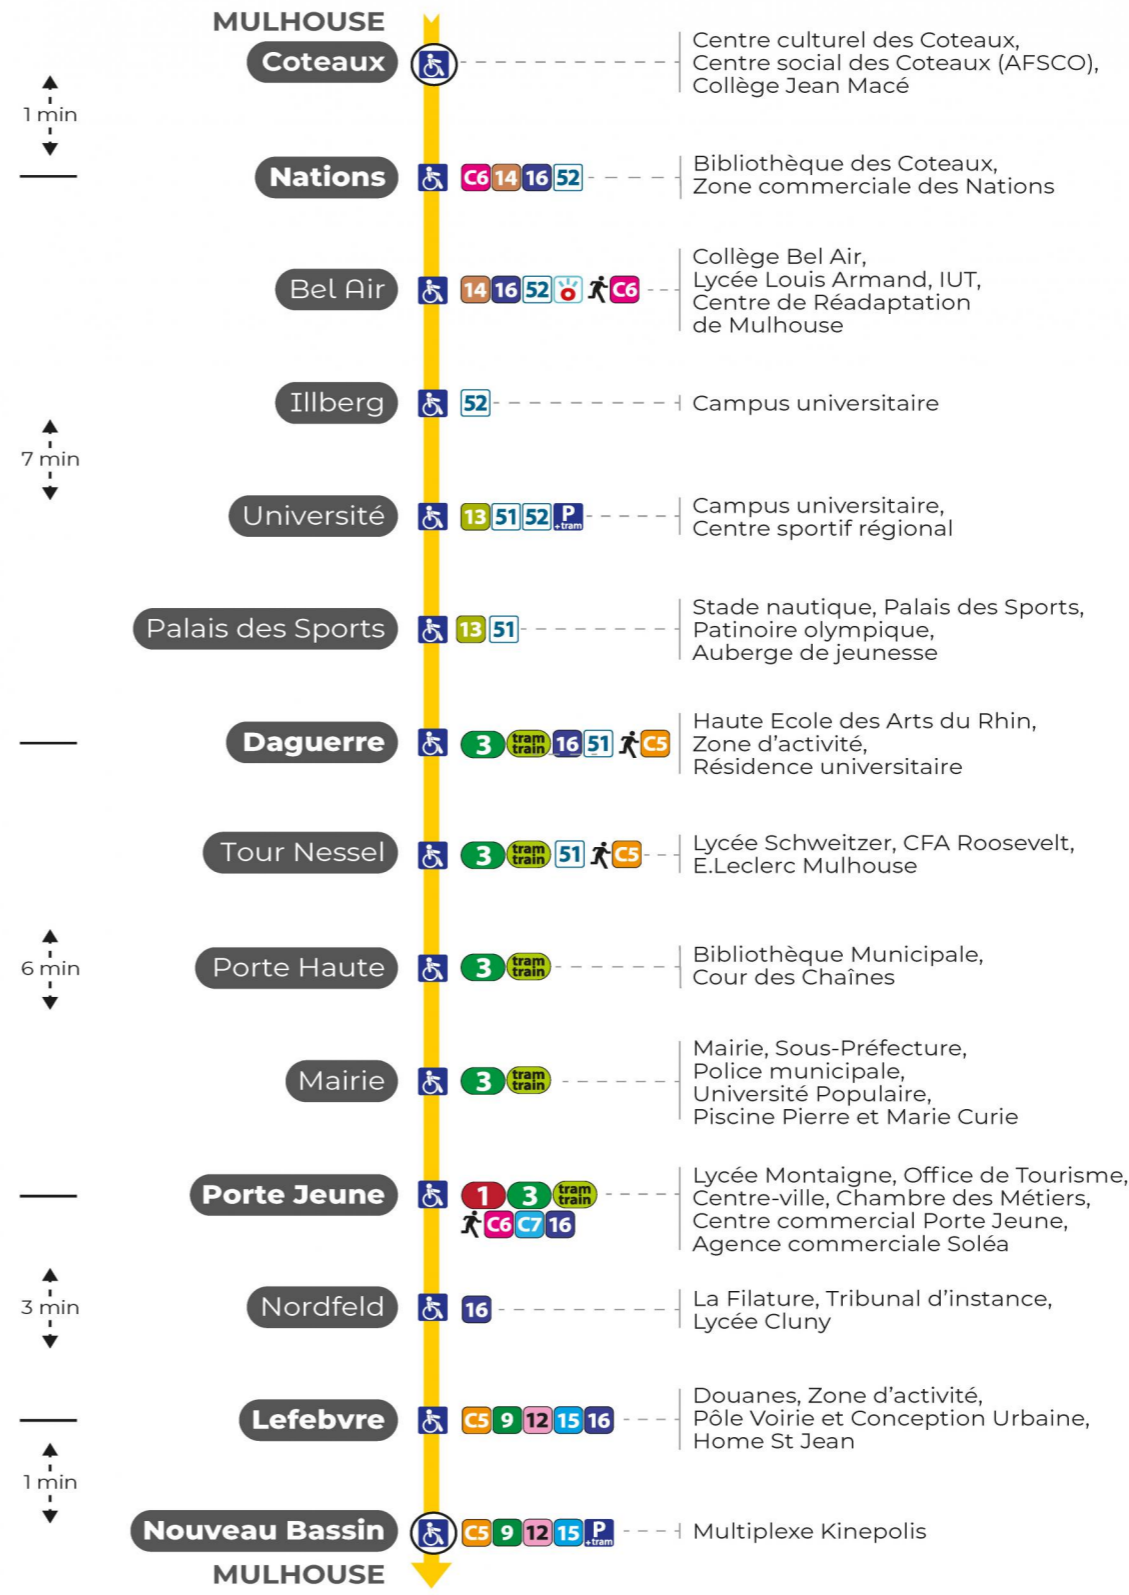 MULHOUSE
Coteaux
Centre culturel des Coteaux,
Centre social des Coteaux (AFSCO),
Collège Jean Macé
1 min
Nations
C6 14 16 52
Bibliothèque des Coteaux,
Zone commerciale des Nations
Bel Air
14 16 52 C6
Collège Bel Air,
Lycée Louis Armand, IUT,
Centre de Réadaptation
de Mulhouse
Illberg
52
Campus universitaire
7 min
Université
13 51 52 P
+tram
Campus universitaire,
Centre sportif régional
Palais des Sports
13 51
Stade nautique, Palais des Sports,
Patinoire olympique,
Auberge de jeunesse
Daguerre
3 tram train 16 51 C5
Haute Ecole des Arts du Rhin,
Zone d'activité,
Résidence universitaire
Tour Nessel
3 tram train 51 C5
Lycée Schweitzer, CFA Roosevelt,
E.Leclerc Mulhouse
6 min
Porte Haute
3 tram train
Bibliothèque Municipale,
Cour des Chaînes
Mairie
3 tram train
Mairie, Sous-Préfecture,
Police municipale,
Université Populaire,
Piscine Pierre et Marie Curie
Porte Jeune
1 3 tram train
C6 C7 16
Lycée Montaigne, Office de Tourisme,
Centre-ville, Chambre des Métiers,
Centre commercial Porte Jeune,
Agence commerciale Soléa
3 min
Nordfeld
16
La Filature, Tribunal d'instance,
Lycée Cluny
Lefebvre
C5 9 12 15 16
Douanes, Zone d'activité,
Pôle Voirie et Conception Urbaine,
Home St Jean
1 min
Nouveau Bassin
C5 9 12 15 P
+tram
Multiplexe Kinepolis
MULHOUSE